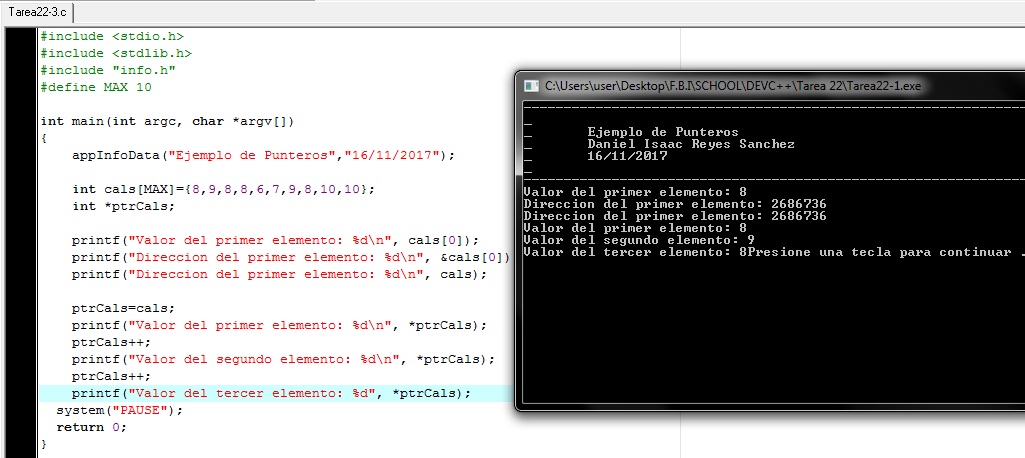 Tarea22-3.c
#include <stdio.h>
#include <stdlib.h>
#include "info.h"
#define MAX 10
int main(int argc, char *argv[])
{
appInfoData("Ejemplo de Punteros","16/11/2017");
int cals[MAX]={8,9,8,8,6,7,9,8,10,10};
int *ptrCals;
printf("Valor del primer elemento: %d\n", cals[0]);
printf("Direccion del primer elemento: %d\n", &cals[0])
printf("Direccion del primer elemento: %d\n", cals);
ptrCals=cals;
printf("Valor del primer elemento: %d\n", *ptrCals);
ptrCals++;
printf("Valor del segundo elemento: %d\n", *ptrCals);
ptrCals++;
printf("Valor del tercer elemento: %d", *ptrCals);
system("PAUSE");
return 0;
}
C:\Users\user\Desktop\F.B.I\SCHOOL\DEVC++\Tarea 22\Tarea22-1.exe
Ejemplo de Punteros
Daniel Isaac Reyes Sanchez
16/11/2017
Valor del primer elemento: 8
Direccion del primer elemento: 2686736
Direccion del primer elemento: 2686736
Valor del primer elemento: 8
Valor del segundo elemento: 9
Valor del tercer elemento: 8Presione una tecla para continuar .